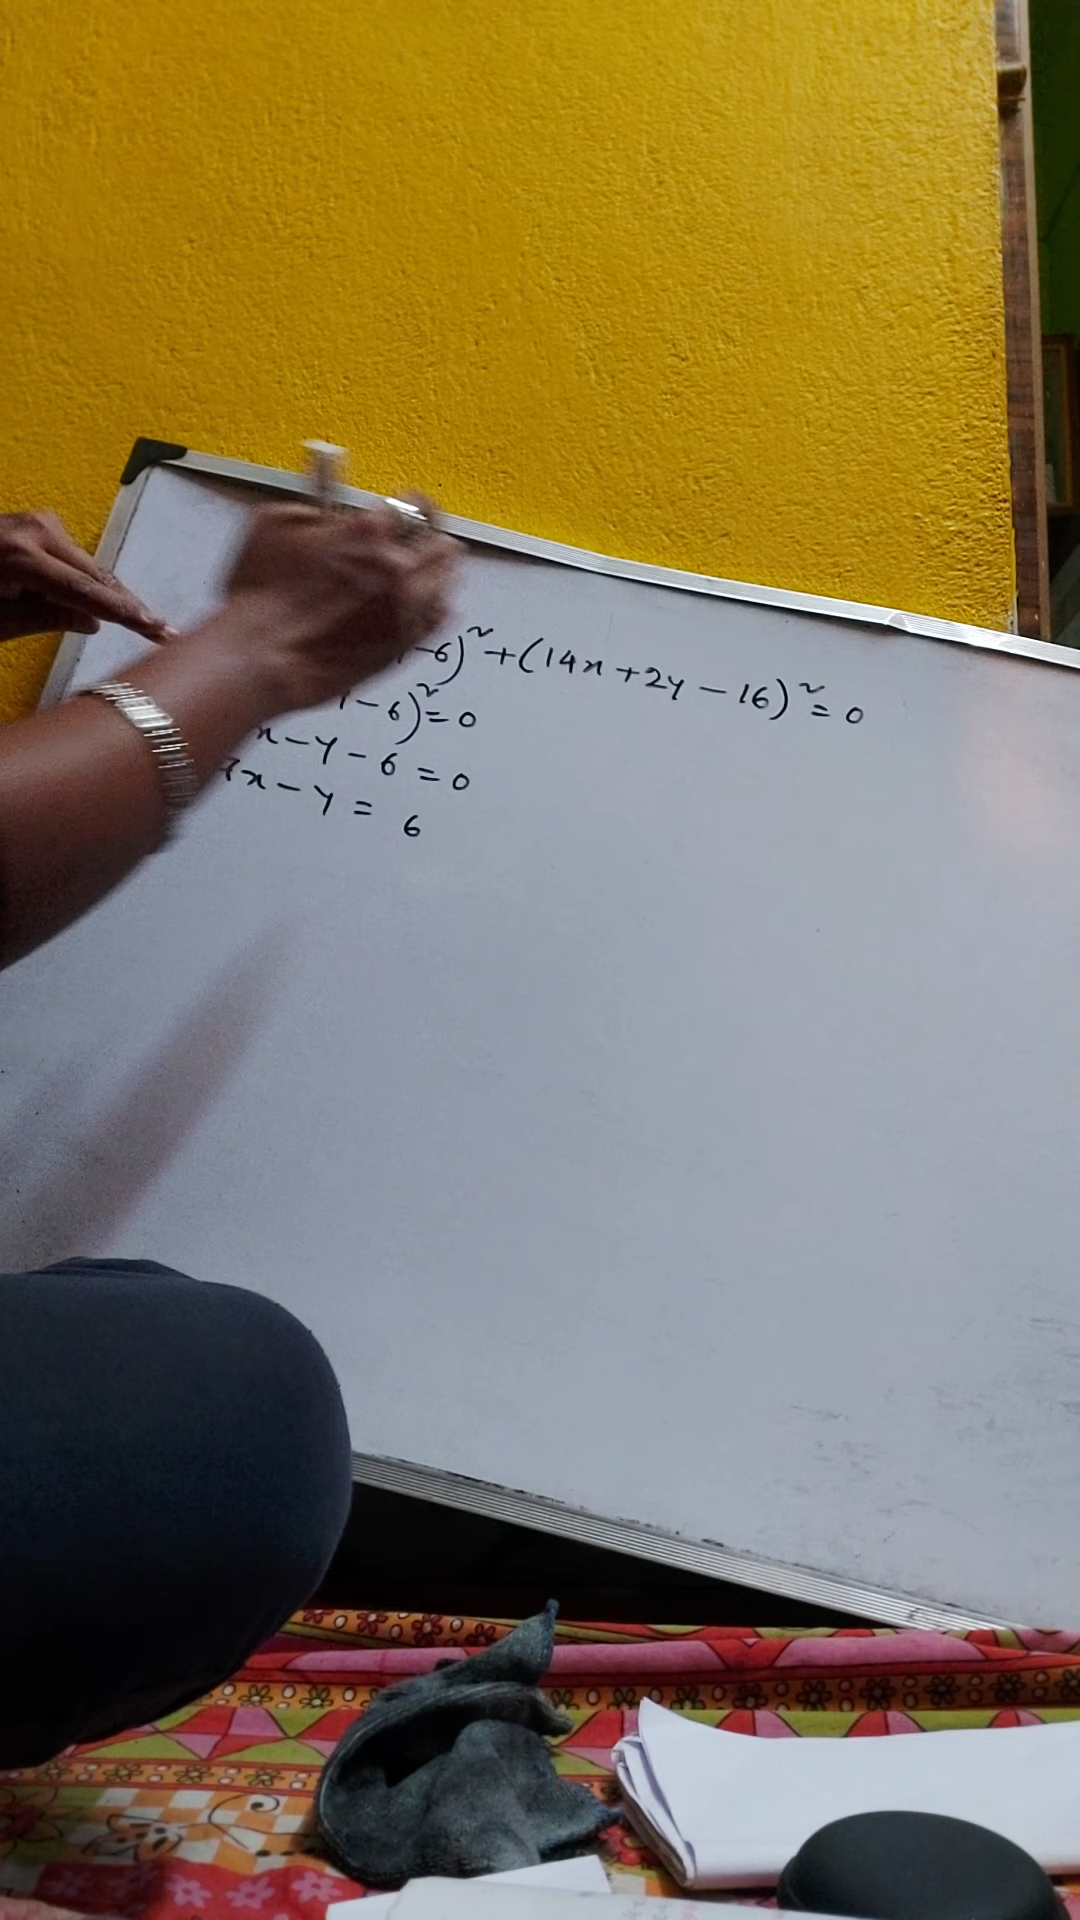 -6)² + (14x + 2y - 16)² = 0
- 6)² = 0
x - y - 6 = 0
7x - y = 6